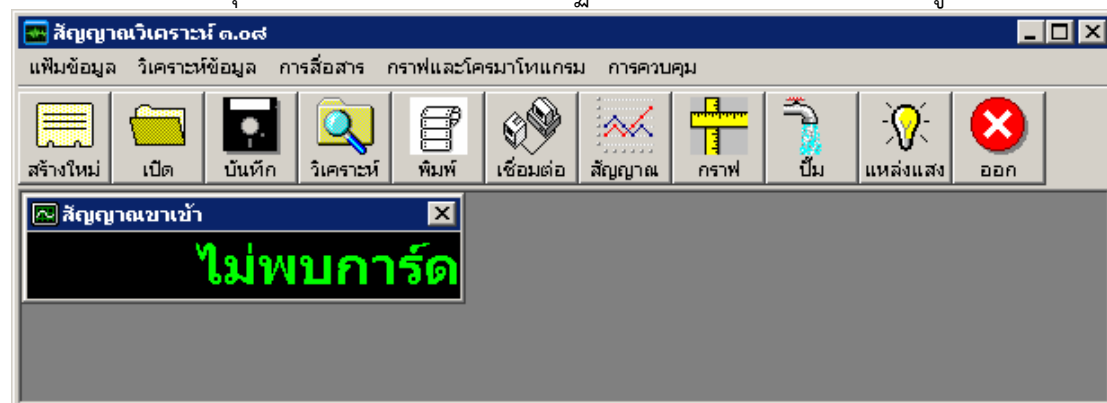 สัญญาณวิเคราะห์ ๓.๐๘
แฟ้มข้อมูล วิเคราะห์ข้อมูล การสื่อสาร กราฟและโครมาโทแกรม การควบคุม
สร้างใหม่ เปิด บันทึก วิเคราะห์ พิมพ์ เชื่อมต่อ สัญญาณ กราฟ ปั๊ม แหล่งแสง ออก
สัญญาณขาเข้า
ไม่พบการ์ด